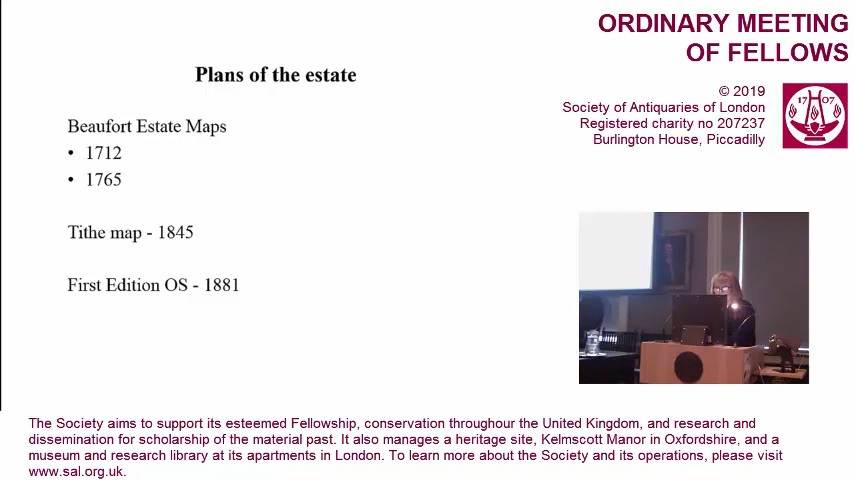 Plans of the estate
Beaufort Estate Maps
• 1712
• 1765
Tithe map - 1845
First Edition OS - 1881
ORDINARY MEETING
OF FELLOWS
© 2019
Society of Antiquaries of London
Registered charity no 207237
Burlington House, Piccadilly
17 07
The Society aims to support its esteemed Fellowship, conservation throughour the United Kingdom, and research and
dissemination for scholarship of the material past. It also manages a heritage site, Kelmscott Manor in Oxfordshire, and a
museum and research library at its apartments in London. To learn more about the Society and its operations, please visit
www.sal.org.uk.